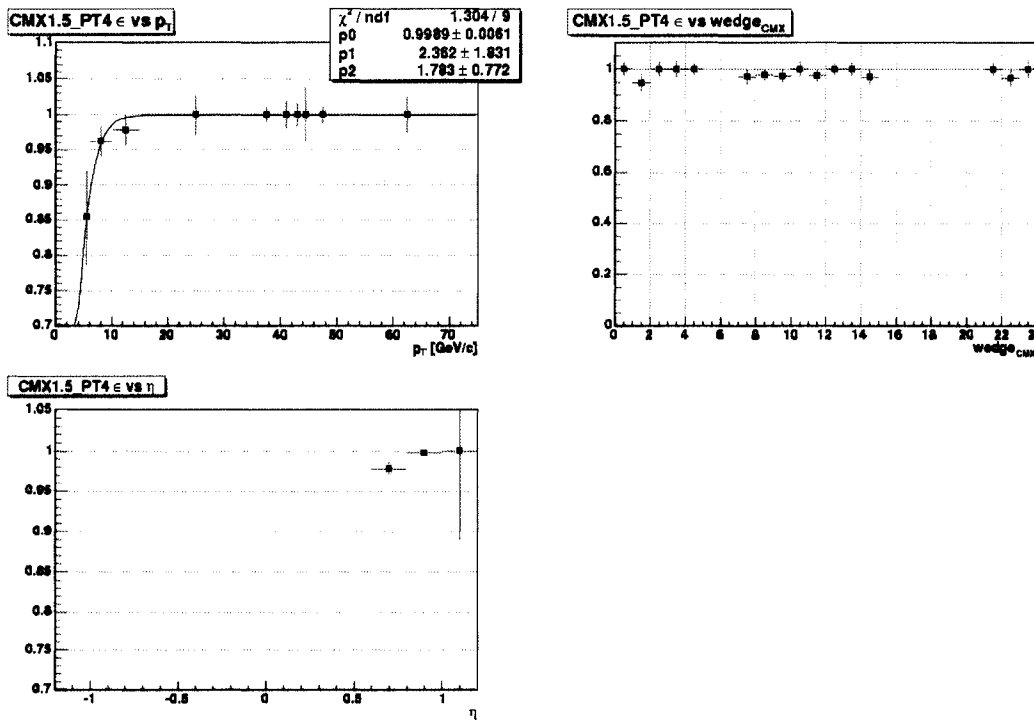 CMX1.5_PT4 ∈ vs p_T
χ² / ndf 1.304 / 9
p0 0.9989 ± 0.0061
p1 2.362 ± 1.831
p2 1.783 ± 0.772
1.1
1.05
1
0.95
0.9
0.85
0.8
0.75
0.7
0 10 20 30 40 50 60 70
p_T [GeV/c]
CMX1.5_PT4 ∈ vs wedge_CMX
1
0.8
0.6
0.4
0.2
0
0 2 4 6 8 10 12 14 16 18 20 22 24
wedge_CMX
CMX1.5_PT4 ∈ vs η
1.05
1
0.95
0.9
0.85
0.8
0.75
0.7
-1 -0.5 0 0.5 1
η